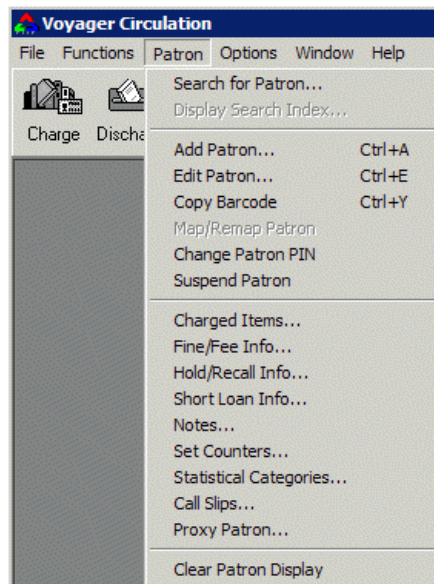 Voyager Circulation
File Functions Patron Options Window Help
Charge
Search for Patron...
Display Search Index...
Add Patron... Ctrl+A
Edit Patron... Ctrl+E
Copy Barcode Ctrl+Y
Map/Remap Patron
Change Patron PIN
Suspend Patron
Charged Items...
Fine/Fee Info...
Hold/Recall Info...
Short Loan Info...
Notes...
Set Counters...
Statistical Categories...
Call Slips...
Proxy Patron...
Clear Patron Display